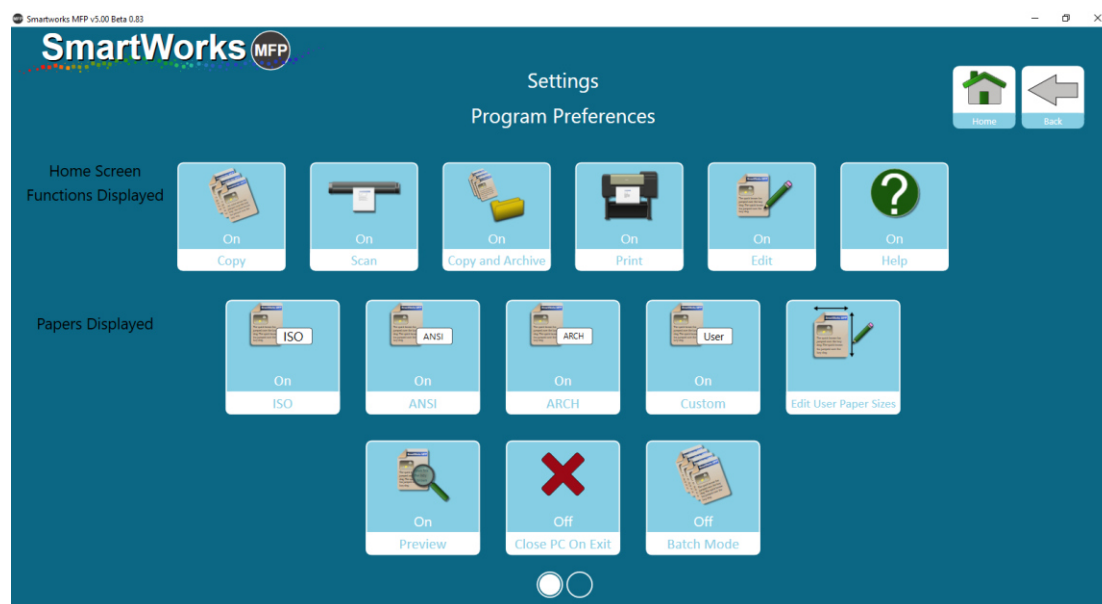 Smartworks MFP v5.00 Beta 0.83
SmartWorks MFP
Settings
Program Preferences
Home
Back
Home Screen
Functions Displayed
On
Copy
On
Scan
On
Copy and Archive
On
Print
On
Edit
On
Help
Papers Displayed
ISO
On
ISO
ANSI
On
ANSI
ARCH
On
ARCH
User
On
Custom
Edit User Paper Sizes
On
Preview
Off
Close PC On Exit
Off
Batch Mode